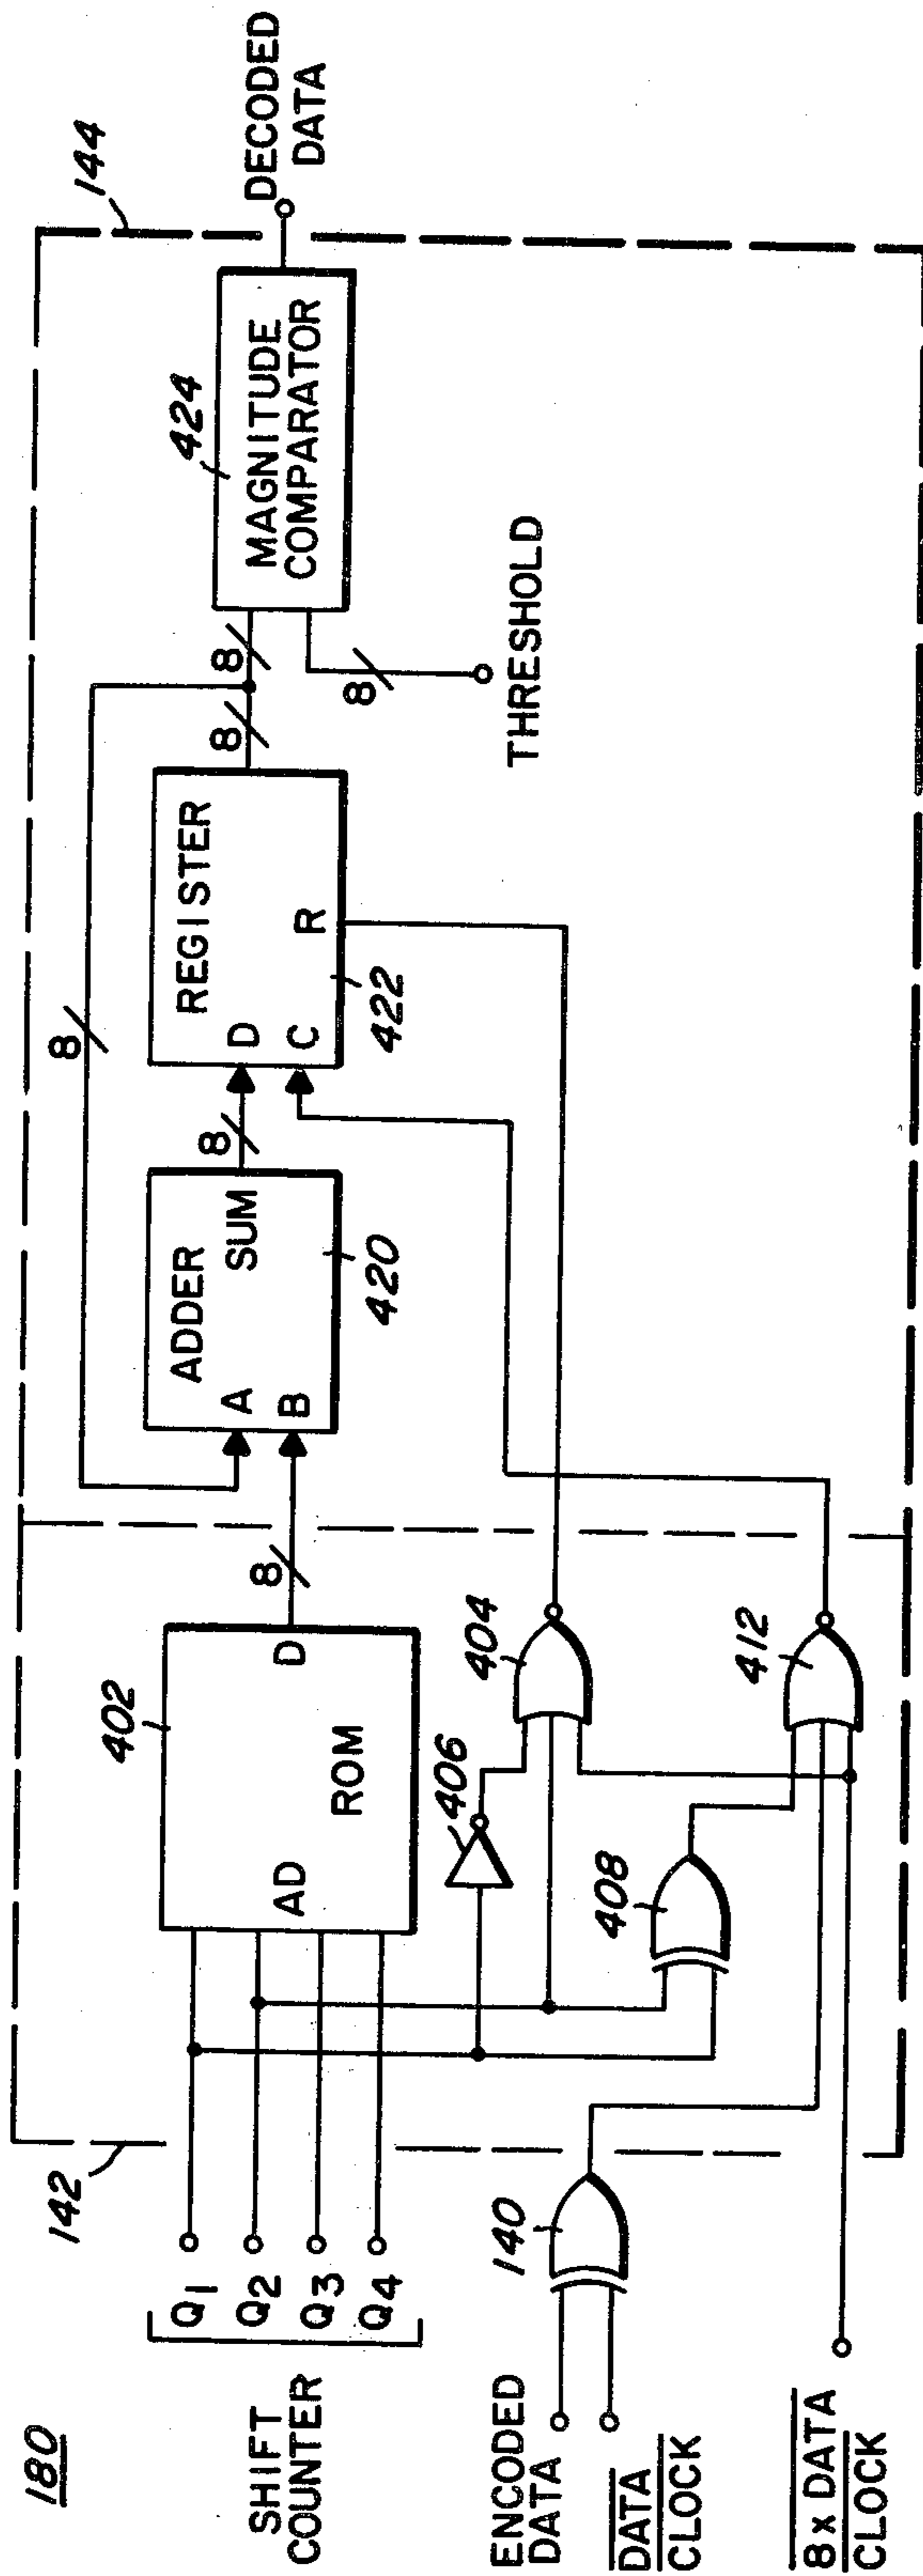 180
142
144
SHIFT
COUNTER
Q1
Q2
Q3
Q4
402
AD
D
ROM
8
8
ADDER
A
B
SUM
420
8
REGISTER
D
C
R
422
8
8
8
424
MAGNITUDE
COMPARATOR
THRESHOLD
DECODED
DATA
406
404
408
412
140
ENCODED
DATA
DATA
CLOCK
8x DATA
CLOCK